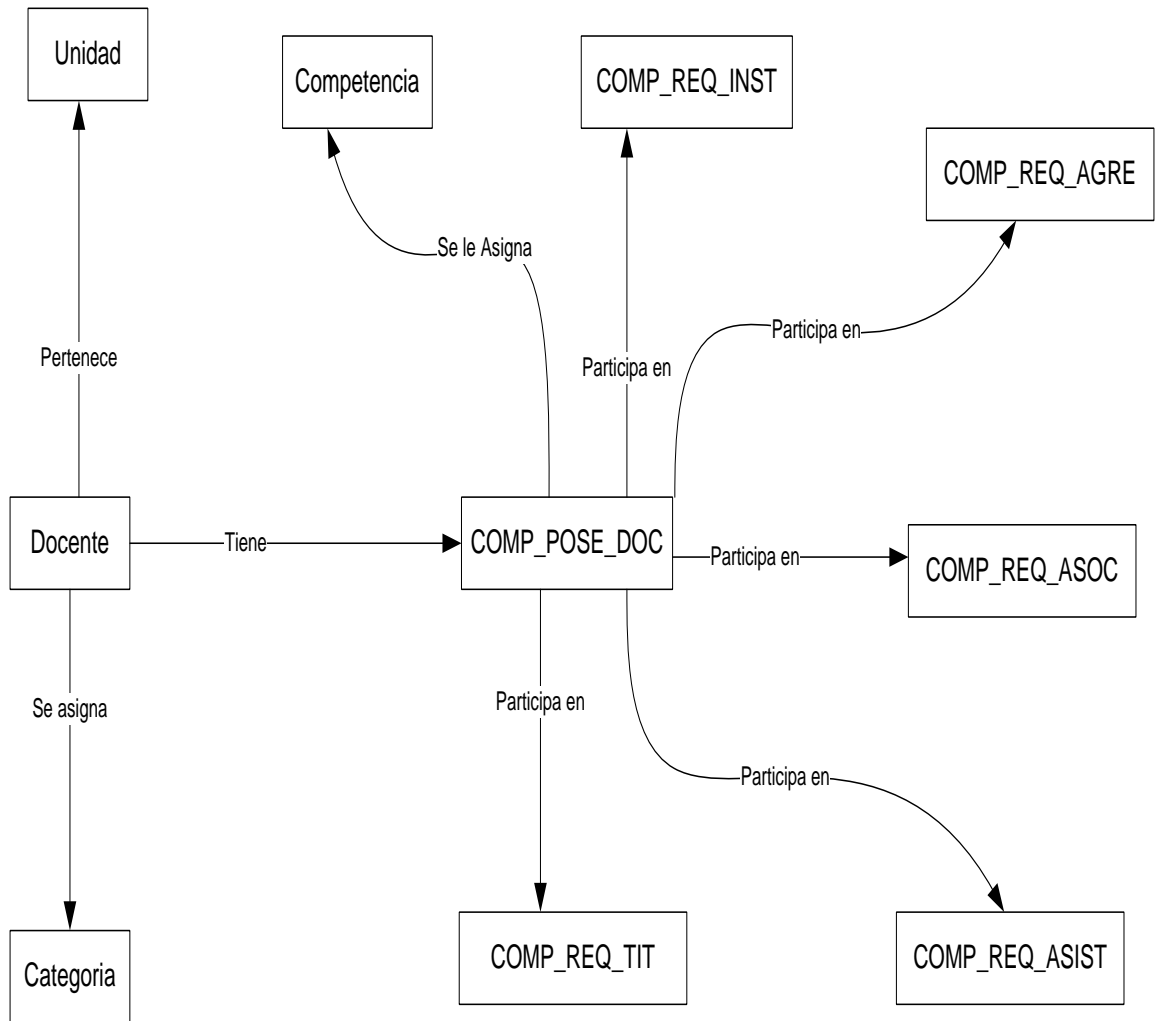 Unidad
Competencia
COMP_REQ_INST
COMP_REQ_AGRE
Se le Asigna
Participa en
Pertenece
Participa en
Docente
Tiene
COMP_POSE_DOC
Participa en
COMP_REQ_ASOC
Se asigna
Participa en
Participa en
COMP_REQ_TIT
COMP_REQ_ASIST
Categoria